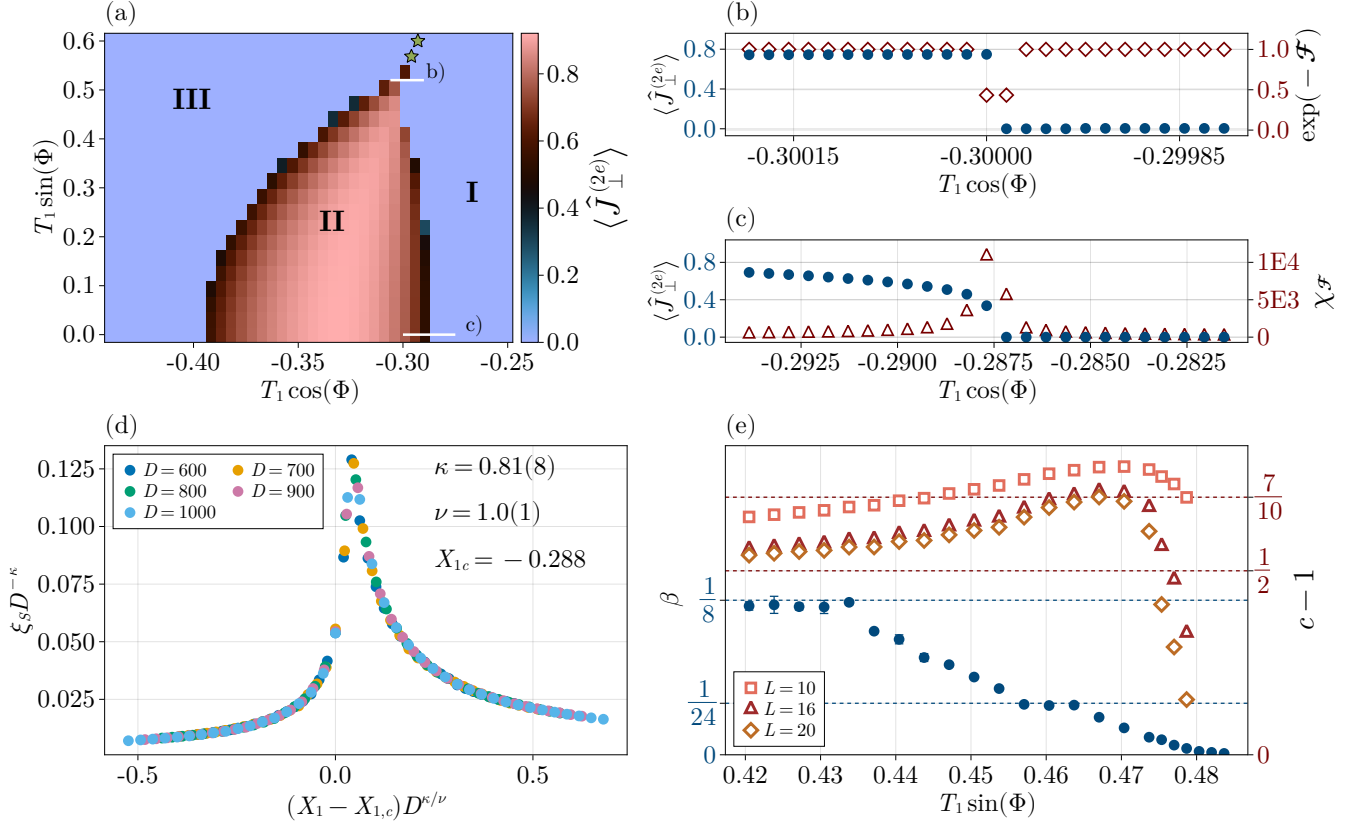 (a)
0.6
0.5
0.4
0.3
0.2
0.1
0.0
T₁ sin(Φ)
III
II
I
b)
c)
-0.40
-0.35
-0.30
-0.25
T₁ cos(Φ)
0.8
0.6
0.4
0.2
0.0
⟨Ĵ⊥^(2e)⟩
(b)
0.8
0.4
0.0
⟨Ĵ⊥^(2e)⟩
1.0
0.5
0.0
exp(−𝓕)
-0.30015
-0.30000
-0.29985
T₁ cos(Φ)
(c)
0.8
0.4
0.0
⟨Ĵ⊥^(2e)⟩
1E4
5E3
0
χ𝓕
-0.2925
-0.2900
-0.2875
-0.2850
-0.2825
T₁ cos(Φ)
(d)
0.125
0.100
0.075
0.050
0.025
ξ_S D^−κ
D = 600
D = 700
D = 800
D = 900
D = 1000
κ = 0.81(8)
ν = 1.0(1)
X₁c = −0.288
-0.5
0.0
0.5
(X₁ − X₁,c)D^κ/ν
(e)
β
1/8
1/24
0
7/10
1/2
0
c − 1
L = 10
L = 16
L = 20
0.42
0.43
0.44
0.45
0.46
0.47
0.48
T₁ sin(Φ)